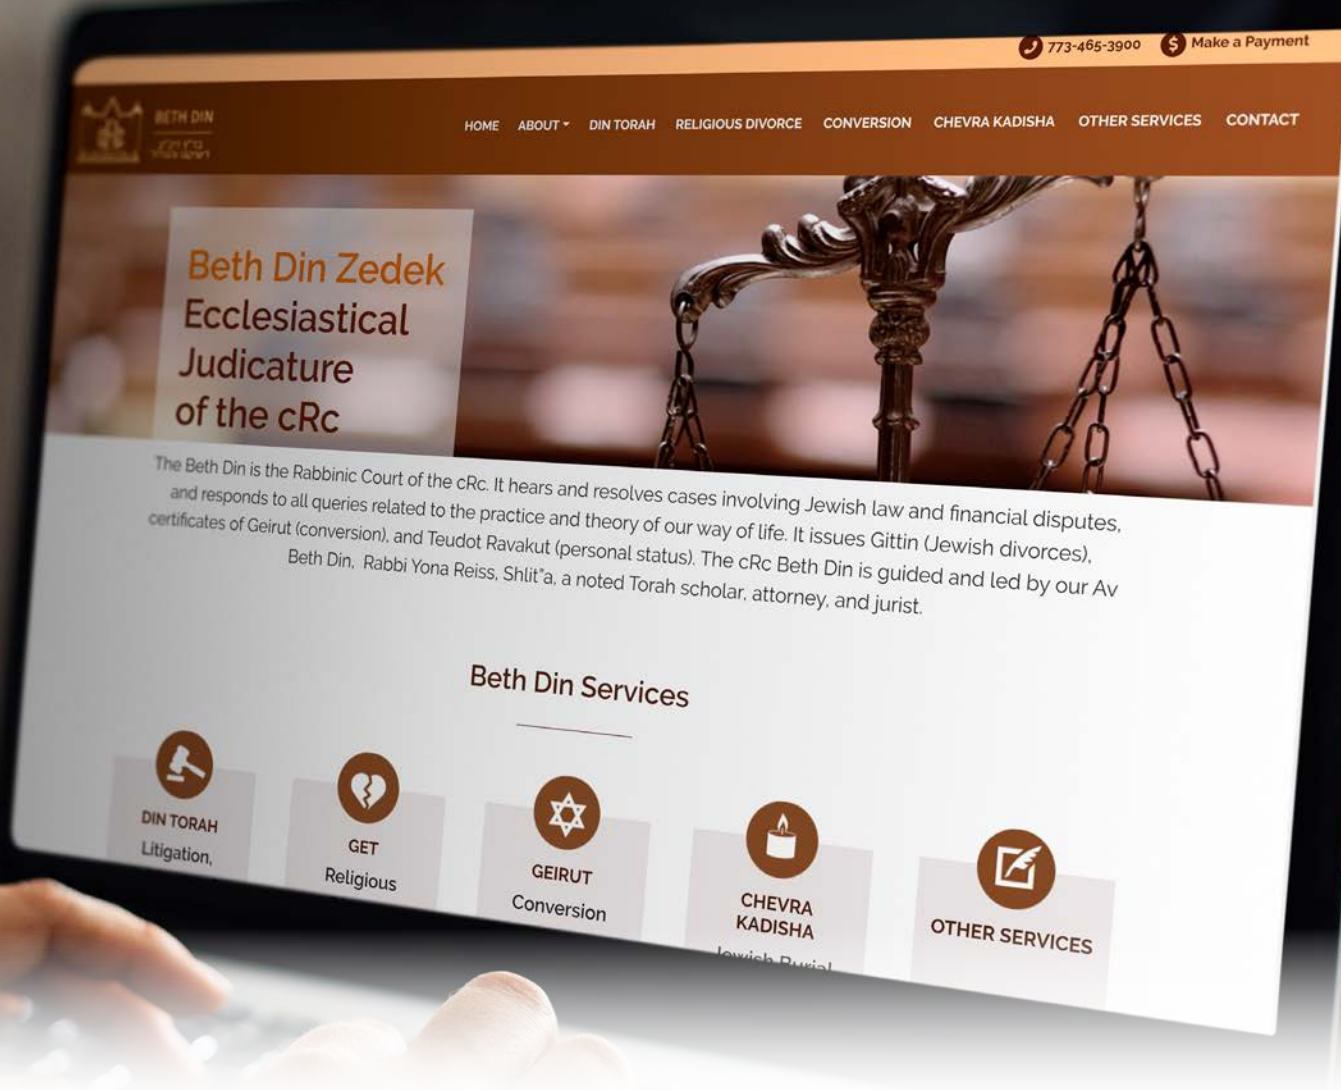 773-465-3900 Make a Payment
BETH DIN
HOME ABOUT DIN TORAH RELIGIOUS DIVORCE CONVERSION CHEVRA KADISHA OTHER SERVICES CONTACT
Beth Din Zedek
Ecclesiastical
Judicature
of the cRc
The Beth Din is the Rabbinic Court of the cRc. It hears and resolves cases involving Jewish law and financial disputes,
and responds to all queries related to the practice and theory of our way of life. It issues Gittin (Jewish divorces),
certificates of Geirut (conversion), and Teudot Ravakut (personal status). The cRc Beth Din is guided and led by our Av
Beth Din, Rabbi Yona Reiss, Shlit"a, a noted Torah scholar, attorney, and jurist.
Beth Din Services
DIN TORAH
Litigation,
GET
Religious
GEIRUT
Conversion
CHEVRA
KADISHA
Jewish Burial
OTHER SERVICES